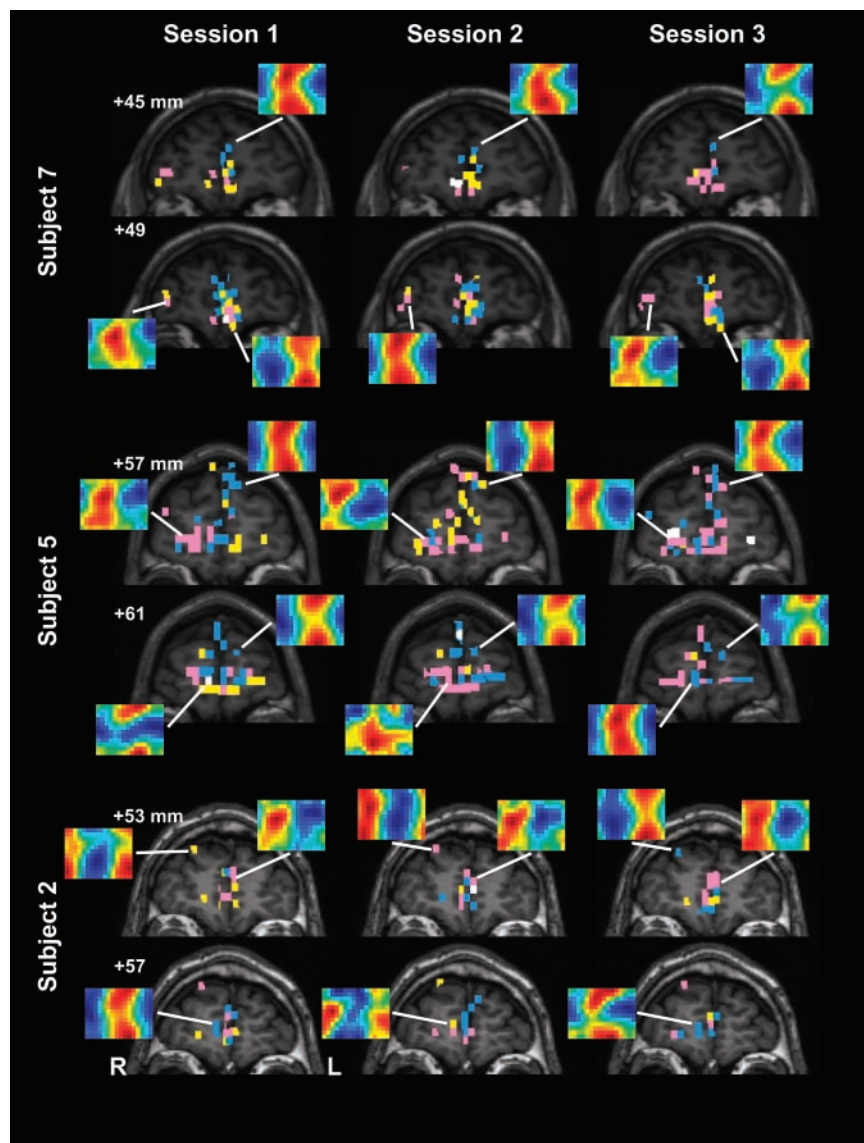 Session 1 Session 2 Session 3
Subject 7
+45 mm
+49
Subject 5
+57 mm
+61
Subject 2
+53 mm
+57
R L